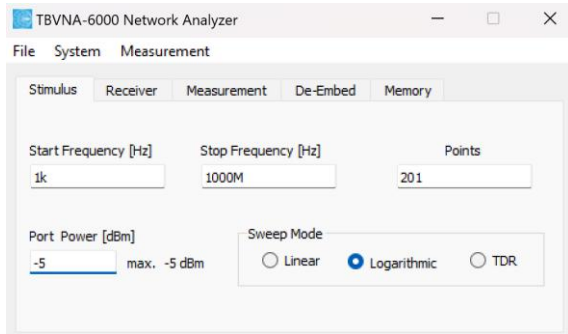 TBVNA-6000 Network Analyzer
File System Measurement
Stimulus Receiver Measurement De-Embed Memory
Start Frequency [Hz] Stop Frequency [Hz] Points
1k 1000M 201
Port Power [dBm] Sweep Mode
-5 max. -5 dBm Linear Logarithmic TDR